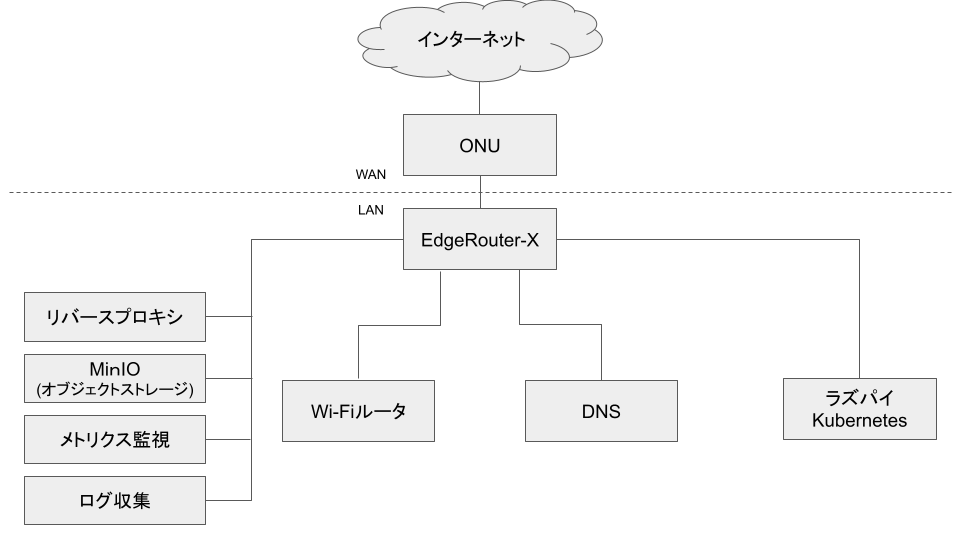 インターネット
ONU
WAN
LAN
EdgeRouter-X
リバースプロキシ
MinIO
(オブジェクトストレージ)
メトリクス監視
ログ収集
Wi-Fiルータ
DNS
ラズパイ
Kubernetes